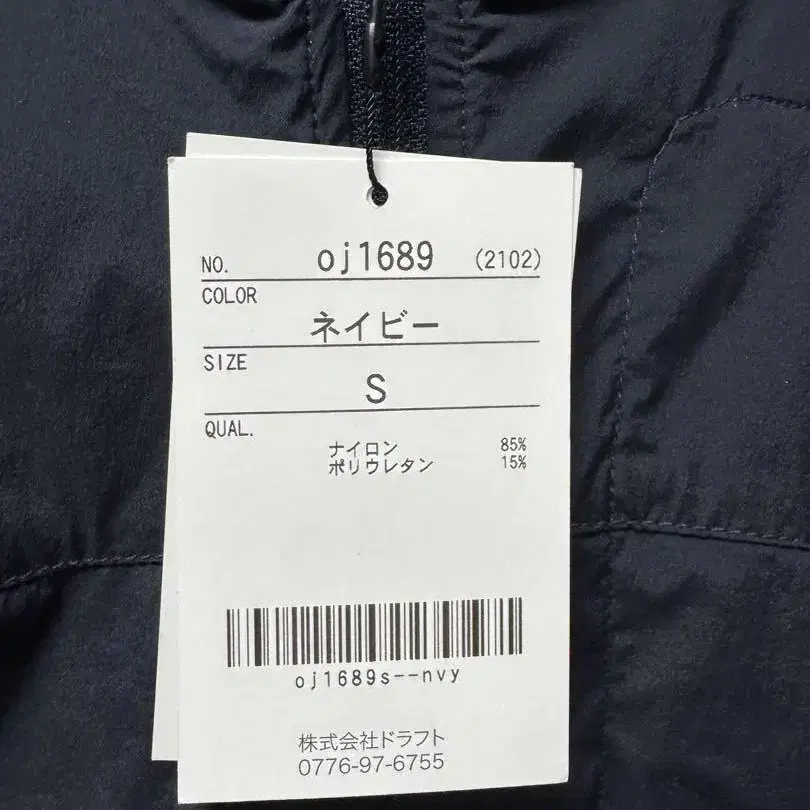 NO. oj1689 (2102)
COLOR
ネイビー
SIZE
S
QUAL.
ナイロン 85%
ポリウレタン 15%
oj1689s--nvy
株式会社ドラフト
0776-97-6755